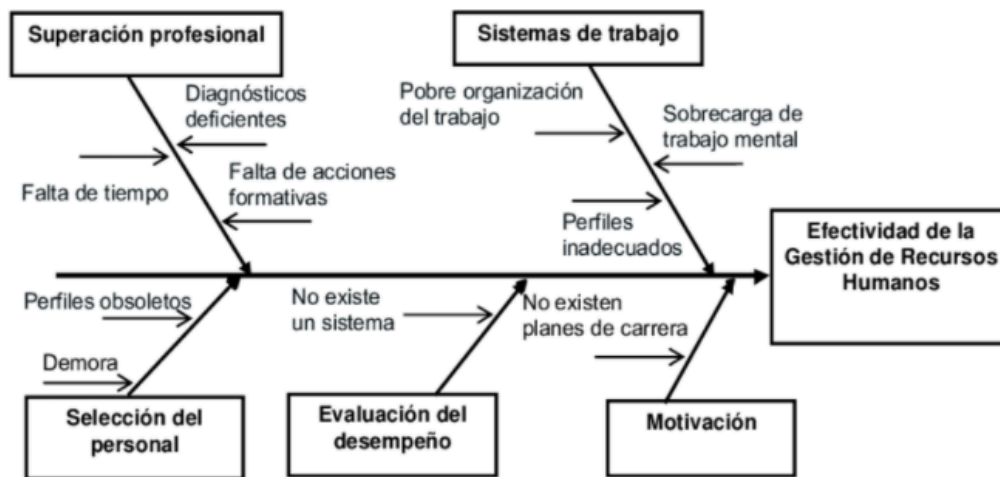 Superación profesional
Sistemas de trabajo
Diagnósticos
deficientes
Falta de tiempo
Falta de acciones
formativas
Pobre organización
del trabajo
Sobrecarga de
trabajo mental
Perfiles
inadecuados
Efectividad de la
Gestión de Recursos
Humanos
Perfiles obsoletos
Demora
No existe
un sistema
No existen
planes de carrera
Selección del
personal
Evaluación del
desempeño
Motivación